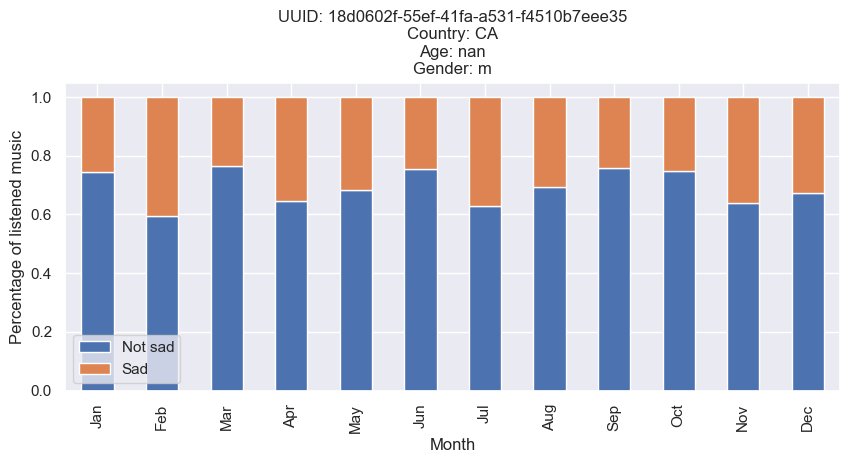 UUID: 18d0602f-55ef-41fa-a531-f4510b7eee35
Country: CA
Age: nan
Gender: m
Percentage of listened music
1.0
0.8
0.6
0.4
0.2
0.0
Not sad
Sad
Jan
Feb
Mar
Apr
May
Jun
Jul
Aug
Sep
Oct
Nov
Dec
Month